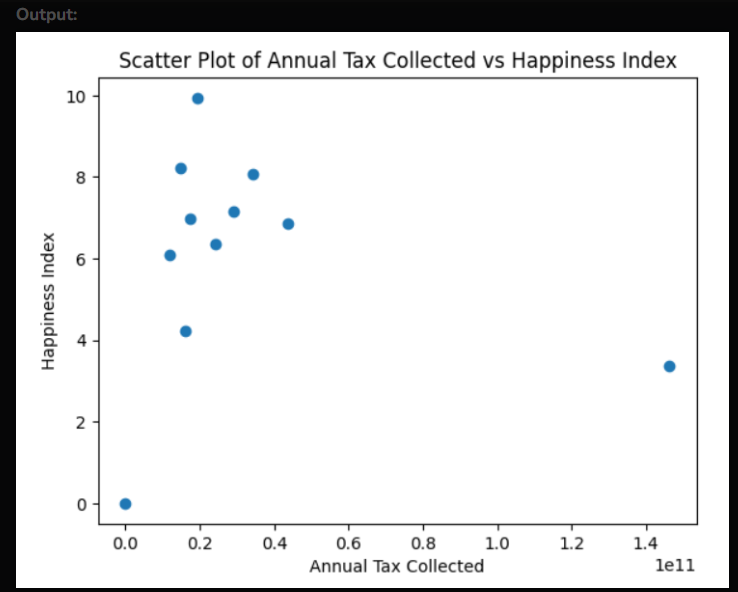 Output:
Scatter Plot of Annual Tax Collected vs Happiness Index
10
8
6
4
2
0
Happiness Index
0.0 0.2 0.4 0.6 0.8 1.0 1.2 1.4
1e11
Annual Tax Collected